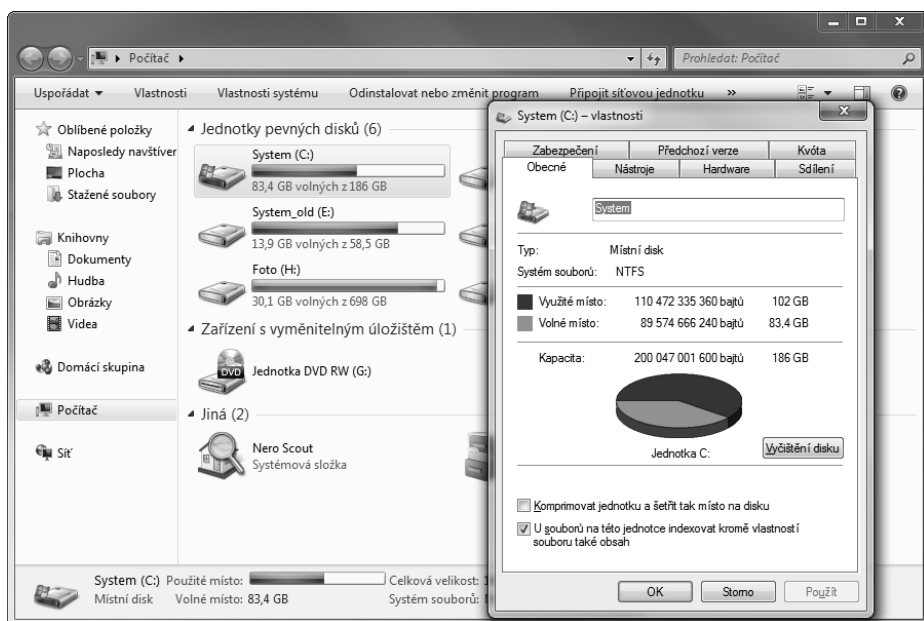 Počítač
Prohledat: Počítač
Uspořádat Vlastnosti Vlastnosti systému Odinstalovat nebo změnit program Připojit síťovou jednotku »
Oblíbené položky
Naposledy navštíver
Plocha
Stažené soubory
Knihovny
Dokumenty
Hudba
Obrázky
Videa
Domácí skupina
Počítač
Síť
Jednotky pevných disků (6)
System (C:)
83,4 GB volných z 186 GB
System_old (E:)
13,9 GB volných z 58,5 GB
Foto (H:)
30,1 GB volných z 698 GB
Zařízení s vyměnitelným úložištěm (1)
DVD
Jednotka DVD RW (G:)
Jiná (2)
Nero Scout
Systémová složka
System (C:) Použité místo: Celková velikost:
Místní disk Volné místo: 83,4 GB Systém souborů:
System (C:) – vlastnosti
Zabezpečení Předchozí verze Kvóta
Obecné Nástroje Hardware Sdílení
System
Typ: Místní disk
Systém souborů: NTFS
Využité místo: 110 472 335 360 bajtů 102 GB
Volné místo: 89 574 666 240 bajtů 83,4 GB
Kapacita: 200 047 001 600 bajtů 186 GB
Jednotka C:
Vyčištění disku
Komprimovat jednotku a šetřit tak místo na disku
U souborů na této jednotce indexovat kromě vlastností
souboru také obsah
OK Storno Použít